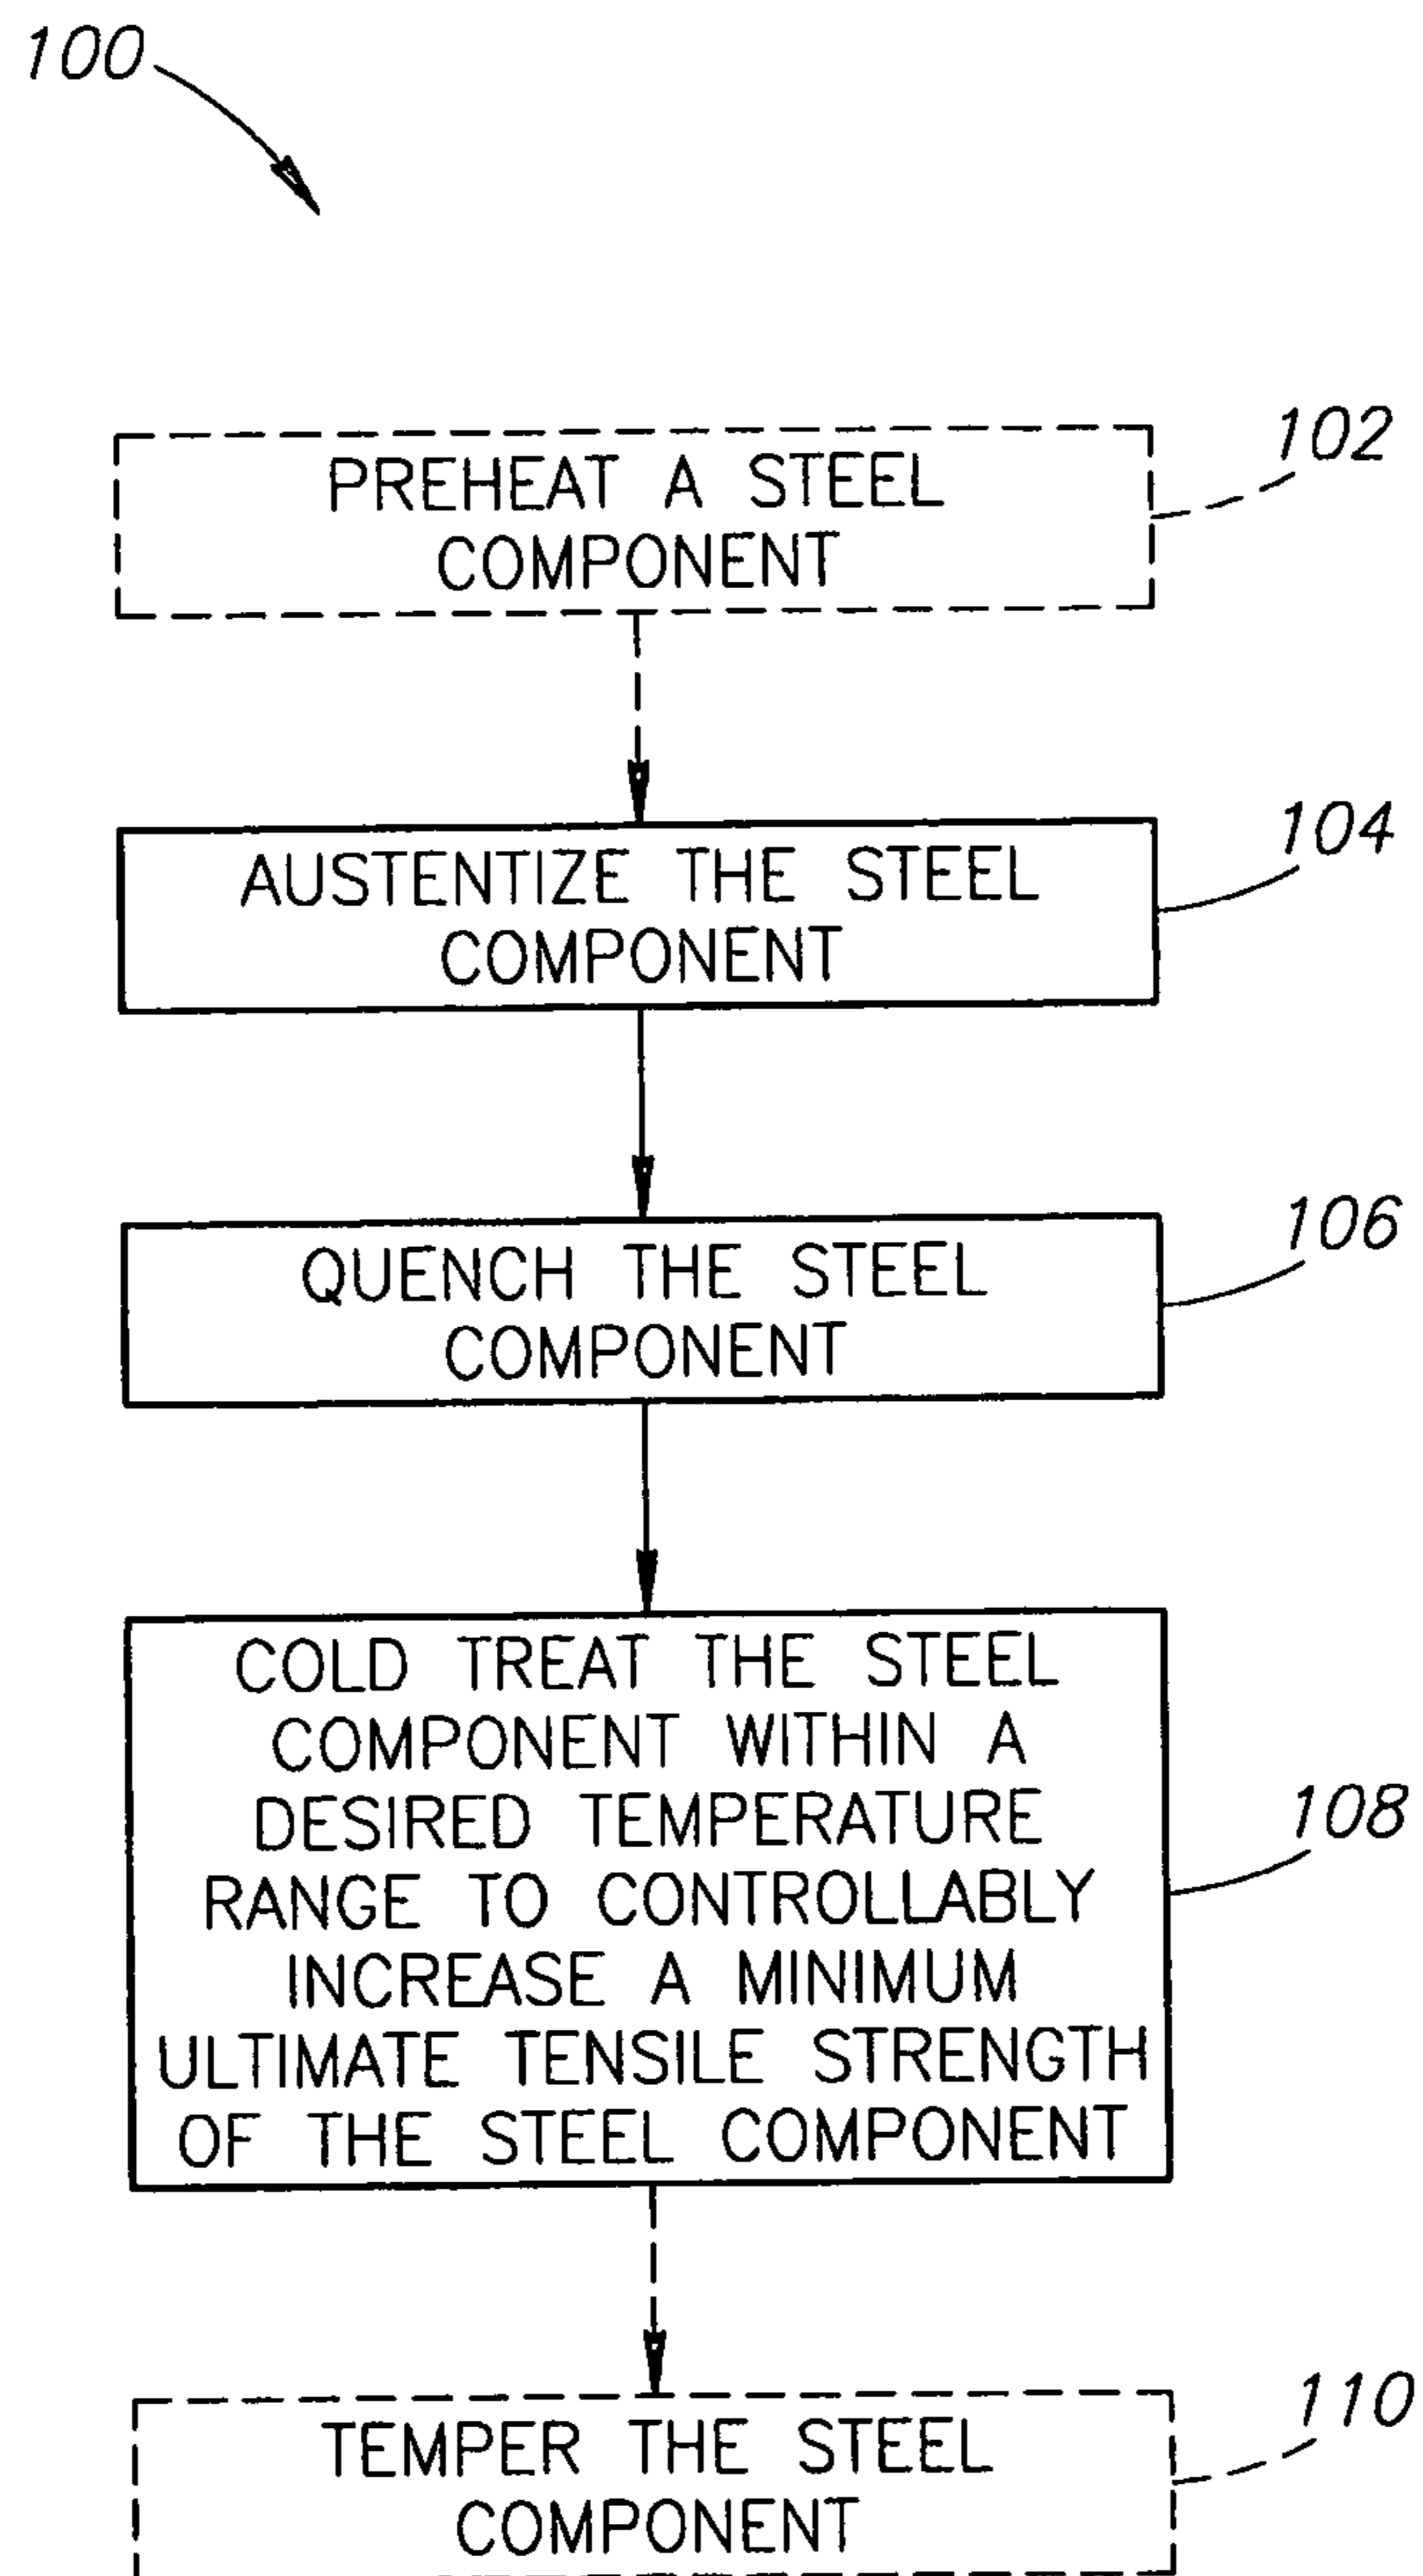 100
PREHEAT A STEEL
COMPONENT
102
AUSTENTIZE THE STEEL
COMPONENT
104
QUENCH THE STEEL
COMPONENT
106
COLD TREAT THE STEEL
COMPONENT WITHIN A
DESIRED TEMPERATURE
RANGE TO CONTROLLABLY
INCREASE A MINIMUM
ULTIMATE TENSILE STRENGTH
OF THE STEEL COMPONENT
108
TEMPER THE STEEL
COMPONENT
110